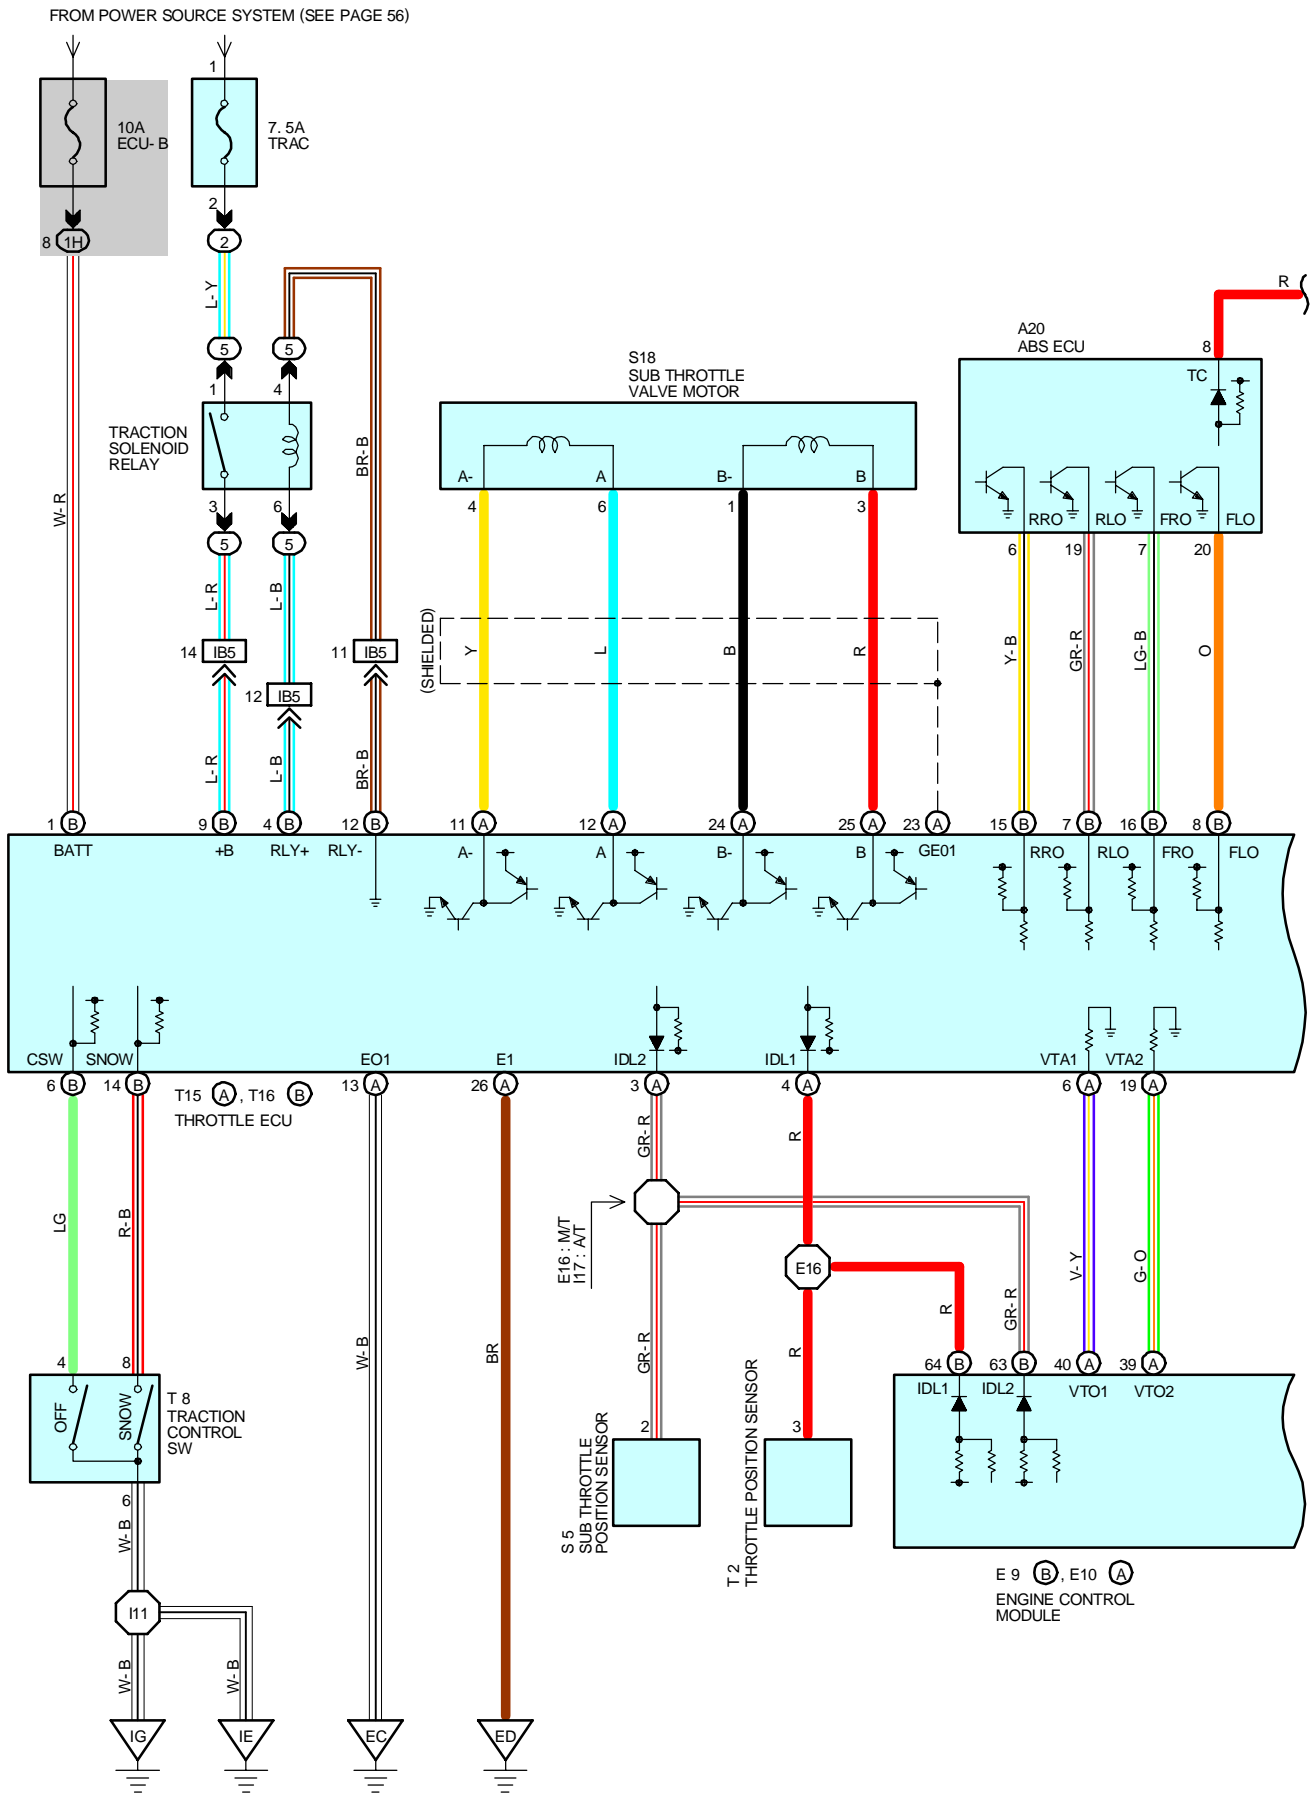 FROM POWER SOURCE SYSTEM (SEE PAGE 56)
1
10A
ECU- B
7. 5A
TRAC
2
8 1H
2
L- Y
R
A20
ABS ECU
5
5
8
S18
SUB THROTTLE
VALVE MOTOR
TC
1
4
TRACTION
SOLENOID
RELAY
BR- B
A-
A
B-
B
W- R
3
6
4
6
1
3
RRO
RLO
FRO
FLO
5
5
6
19
7
20
L- R
L- B
(SHIELDED)
Y
L
B
R
Y- B
GR- R
LG- B
O
14 IB5
11 IB5
12 IB5
L- R
L- B
BR- B
1 B
9 B
4 B
12 B
11 A
12 A
24 A
25 A
23 A
15 B
7 B
16 B
8 B
BATT
+B
RLY+
RLY-
A-
A
B-
B
GE01
RRO
RLO
FRO
FLO
CSW
SNOW
EO1
E1
IDL2
IDL1
VTA1
VTA2
6 B
14 B
13 A
26 A
3 A
4 A
6 A
19 A
T15 A , T16 B
THROTTLE ECU
GR- R
R
LG
R- B
E16 : M/T
I17 : A/T
E16
V- Y
G- O
W- B
BR
GR- R
R
R
GR- R
4
8
64 B
63 B
40 A
39 A
OFF
SNOW
T 8
TRACTION
CONTROL
SW
IDL1
IDL2
VTO1
VTO2
2
3
6
S 5
SUB THROTTLE
POSITION SENSOR
T 2
THROTTLE POSITION SENSOR
W- B
E 9 B , E10 A
ENGINE CONTROL
MODULE
I11
W- B
W- B
IG
IE
EC
ED